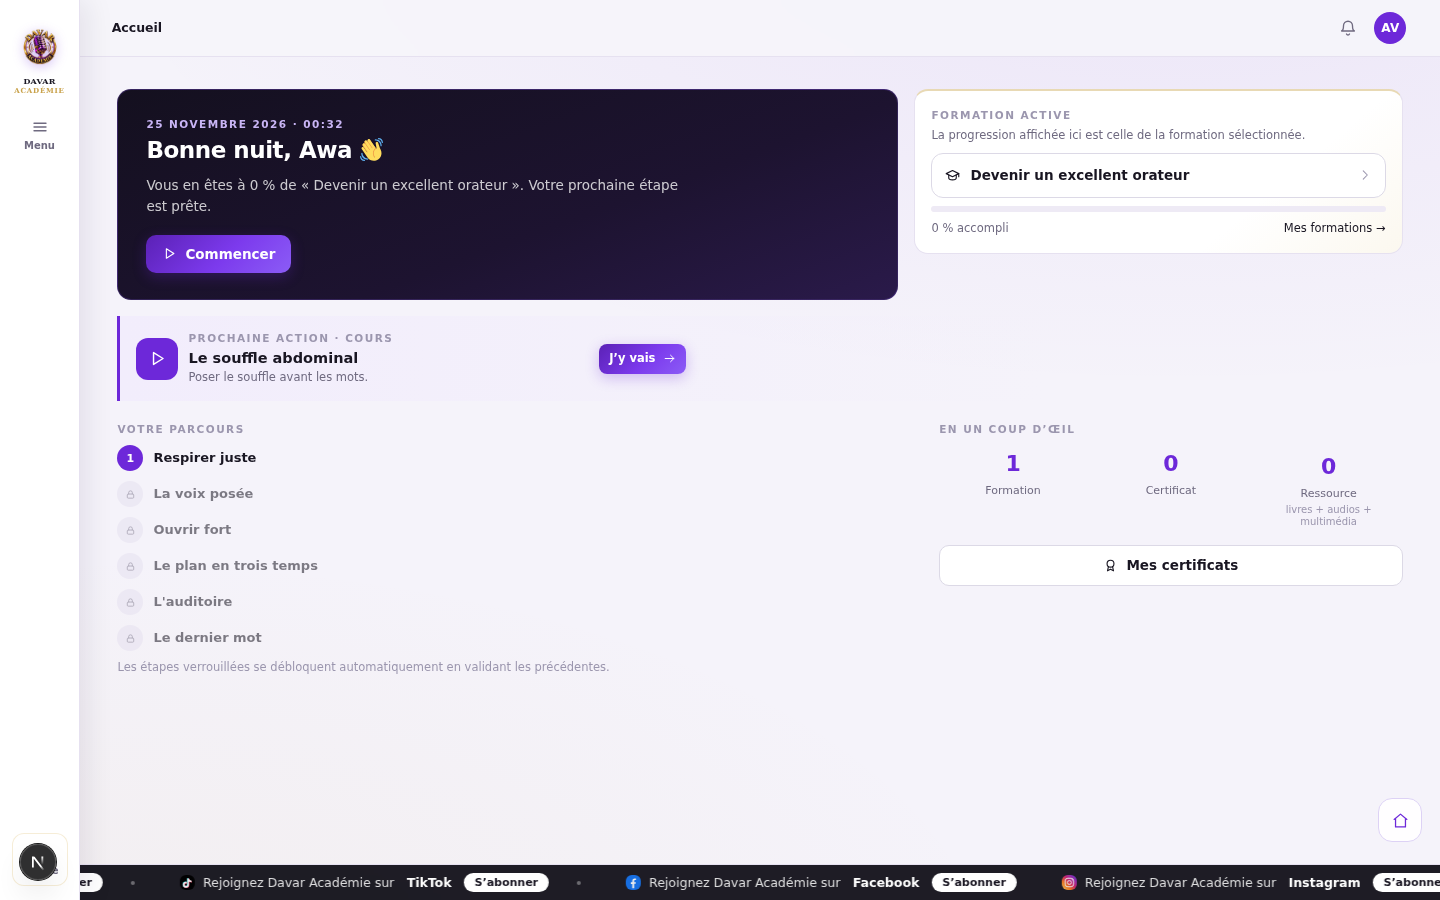 DAVAR
ACADÉMIE
Menu
Accueil
AV
25 NOVEMBRE 2026 · 00:32
Bonne nuit, Awa 👋
Vous en êtes à 0 % de « Devenir un excellent orateur ». Votre prochaine étape
est prête.
Commencer
FORMATION ACTIVE
La progression affichée ici est celle de la formation sélectionnée.
Devenir un excellent orateur
0 % accompli
Mes formations →
PROCHAINE ACTION · COURS
Le souffle abdominal
Poser le souffle avant les mots.
J’y vais →
VOTRE PARCOURS
1 Respirer juste
La voix posée
Ouvrir fort
Le plan en trois temps
L'auditoire
Le dernier mot
Les étapes verrouillées se débloquent automatiquement en validant les précédentes.
EN UN COUP D’ŒIL
1
Formation
0
Certificat
0
Ressource
livres + audios +
multimédia
Mes certificats
N
er • Rejoignez Davar Académie sur TikTok S’abonner • Rejoignez Davar Académie sur Facebook S’abonner • Rejoignez Davar Académie sur Instagram S’abonne